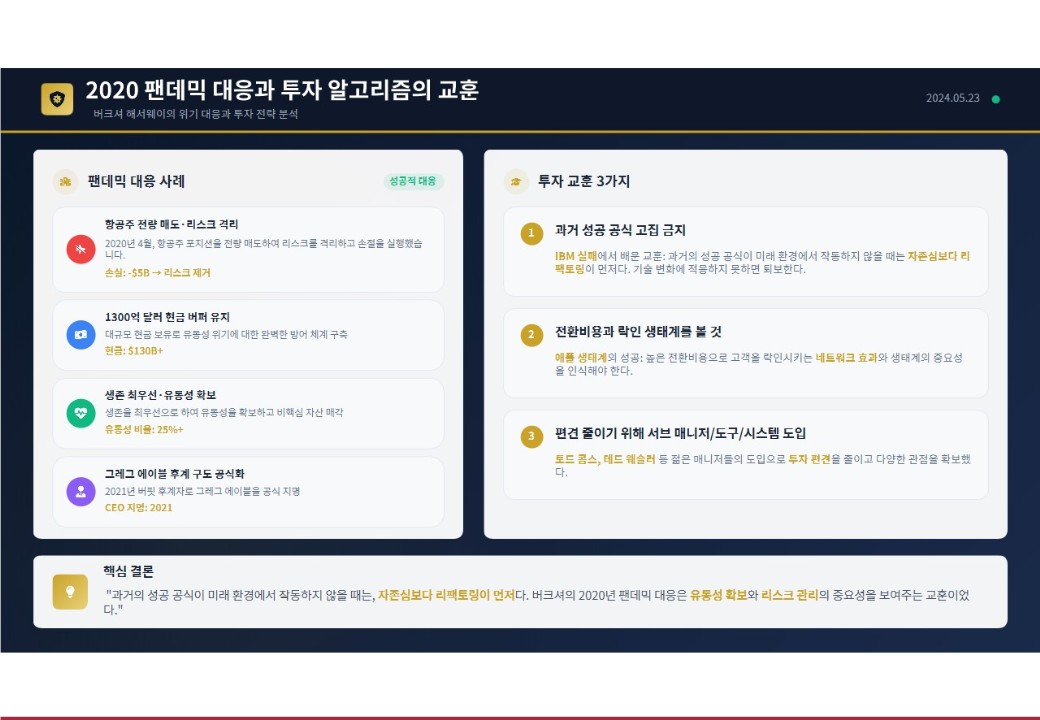 2020 팬데믹 대응과 투자 알고리즘의 교훈
버크셔 해서웨이의 위기 대응과 투자 전략 분석
2024.05.23
팬데믹 대응 사례
성공적 대응
항공주 전량 매도·리스크 격리
2020년 4월, 항공주 포지션을 전량 매도하여 리스크를 격리하고 손절을 실행했습
니다.
손실: -$5B → 리스크 제거
1300억 달러 현금 버퍼 유지
대규모 현금 보유로 유동성 위기에 대한 완벽한 방어 체계 구축
현금: $130B+
생존 최우선·유동성 확보
생존을 최우선으로 하여 유동성을 확보하고 비핵심 자산 매각
유동성 비율: 25%+
그레그 에이블 후계 구도 공식화
2021년 버핏 후계자로 그레그 에이블을 공식 지명
CEO 지명: 2021
투자 교훈 3가지
1
과거 성공 공식 고집 금지
IBM 실패에서 배운 교훈: 과거의 성공 공식이 미래 환경에서 작동하지 않을 때는 자존심보다 리
팩토링이 먼저다. 기술 변화에 적응하지 못하면 퇴보한다.
2
전환비용과 락인 생태계를 볼 것
애플 생태계의 성공: 높은 전환비용으로 고객을 락인시키는 네트워크 효과와 생태계의 중요성
을 인식해야 한다.
3
편견 줄이기 위해 서브 매니저/도구/시스템 도입
토드 콤스, 테드 웨슬러 등 젊은 매니저들의 도입으로 투자 편견을 줄이고 다양한 관점을 확보했
다.
핵심 결론
"과거의 성공 공식이 미래 환경에서 작동하지 않을 때는, 자존심보다 리팩토링이 먼저다. 버크셔의 2020년 팬데믹 대응은 유동성 확보와 리스크 관리의 중요성을 보여주는 교훈이었
다."